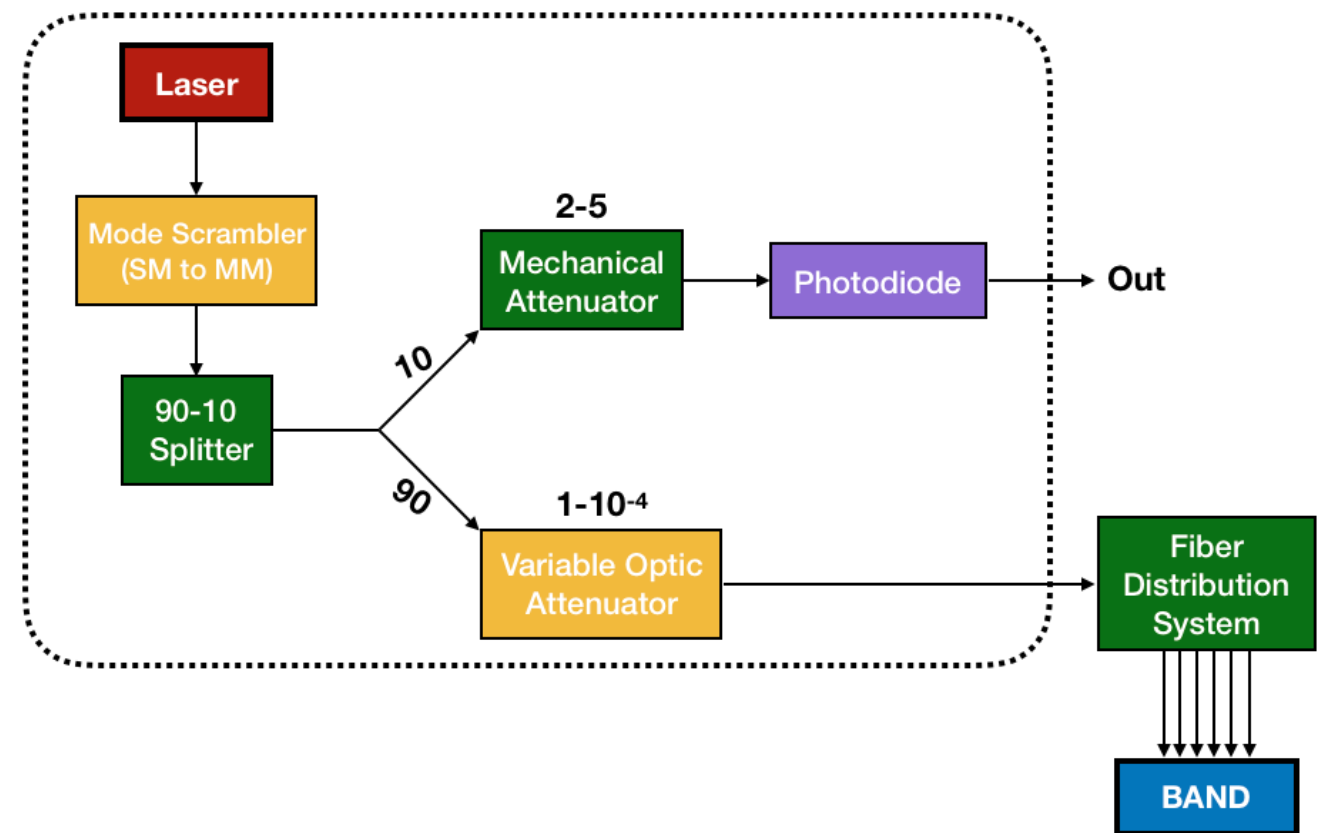 Laser
Mode Scrambler
(SM to MM)
90-10
Splitter
10
90
2-5
Mechanical
Attenuator
Photodiode
Out
1-10⁻⁴
Variable Optic
Attenuator
Fiber
Distribution
System
BAND